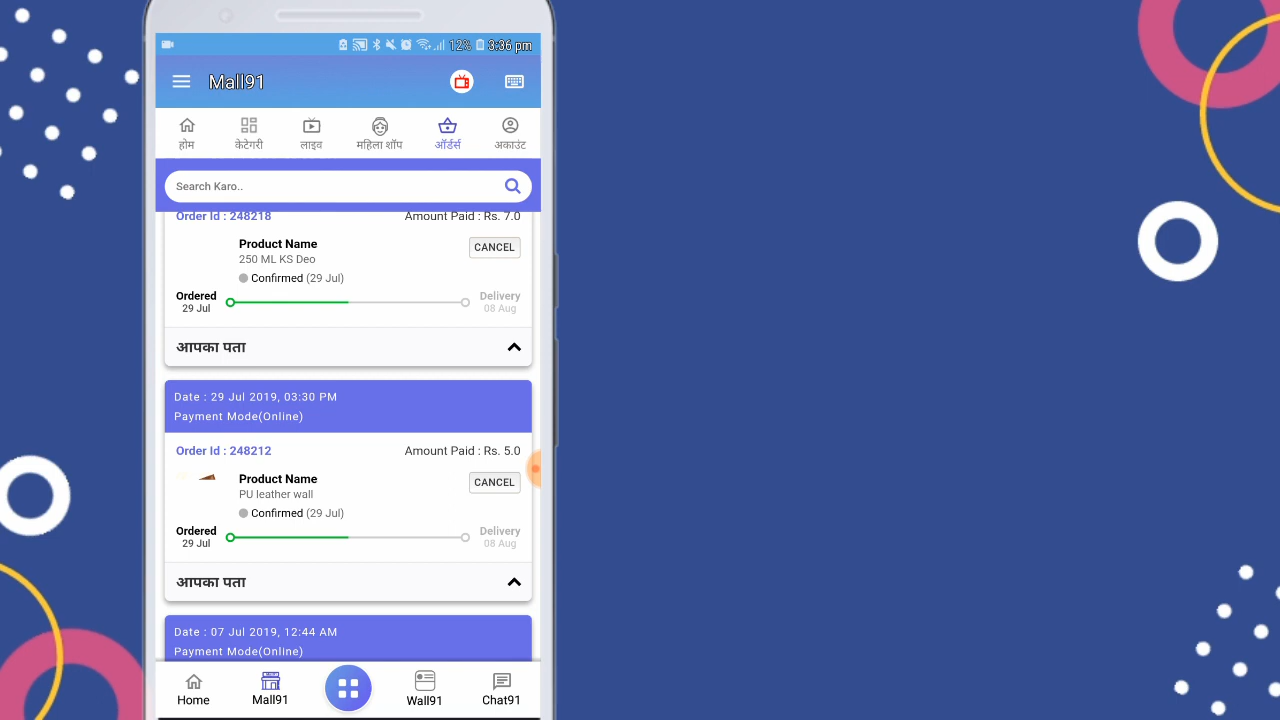 12% 3:36 pm
Mall91
होम केटेगरी लाइव महिला शॉप ऑर्डर्स अकाउंट
Search Karo..
Order Id : 248218 Amount Paid : Rs. 7.0
Product Name CANCEL
250 ML KS Deo
Confirmed (29 Jul)
Ordered Delivery
29 Jul 08 Aug
आपका पता
Date : 29 Jul 2019, 03:30 PM
Payment Mode(Online)
Order Id : 248212 Amount Paid : Rs. 5.0
Product Name CANCEL
PU leather wall
Confirmed (29 Jul)
Ordered Delivery
29 Jul 08 Aug
आपका पता
Date : 07 Jul 2019, 12:44 AM
Payment Mode(Online)
Home Mall91 Wall91 Chat91